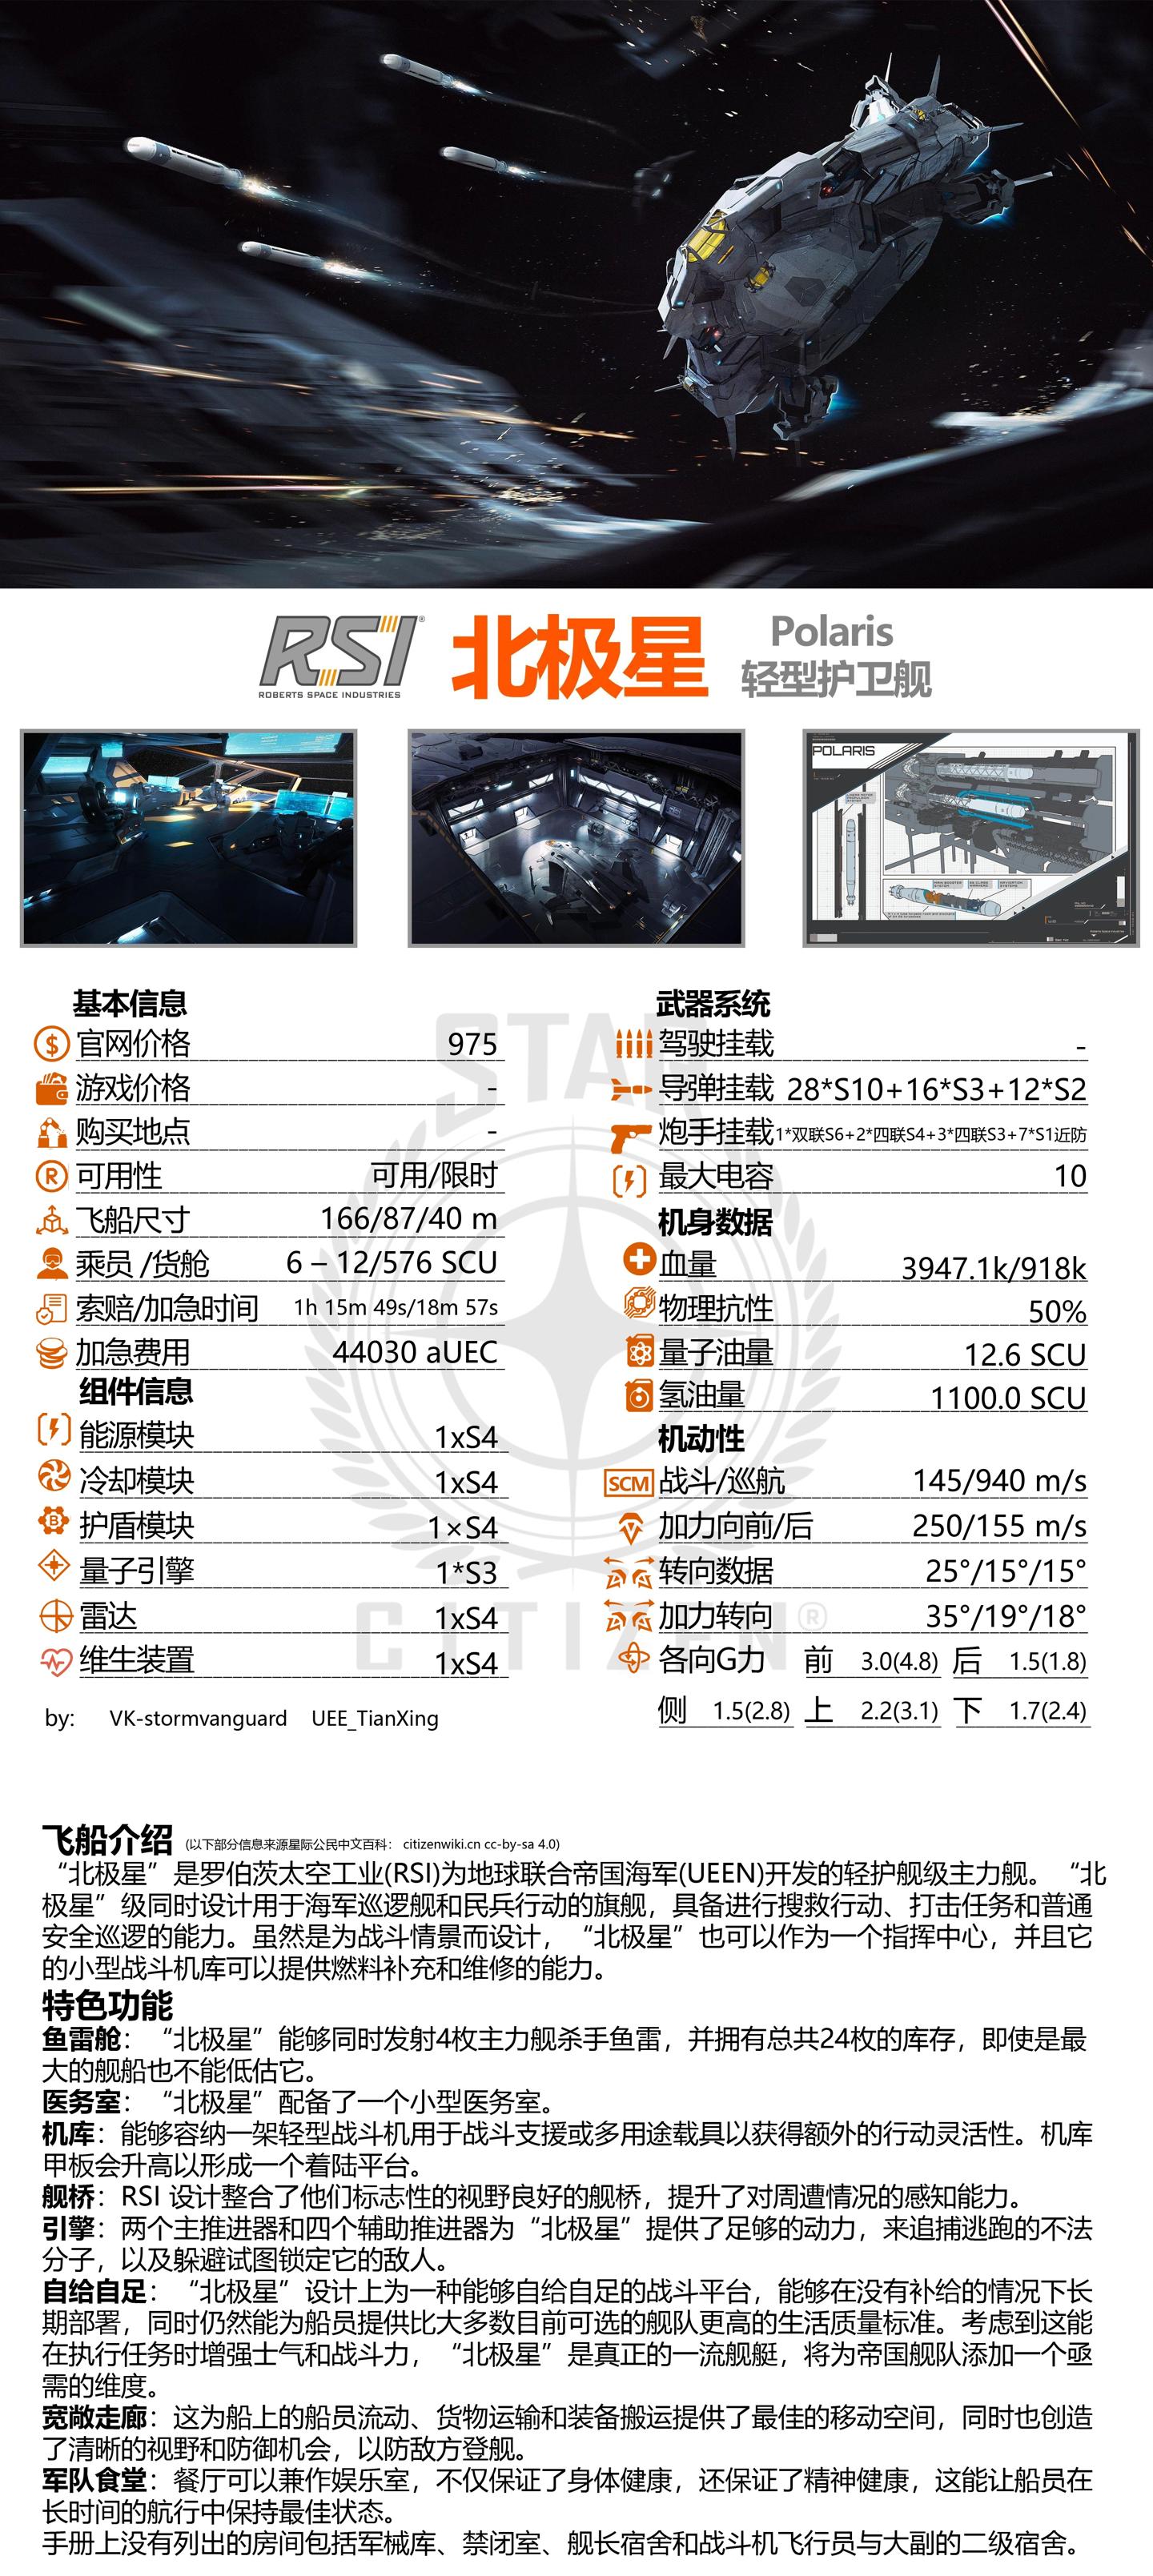 RSI®
ROBERTS SPACE INDUSTRIES
北极星
Polaris
轻型护卫舰
POLARIS
STAR
CITIZEN®
基本信息
官网价格 975
游戏价格 -
购买地点 -
可用性 可用/限时
飞船尺寸 166/87/40 m
乘员 /货舱 6 – 12/576 SCU
索赔/加急时间 1h 15m 49s/18m 57s
加急费用 44030 aUEC
组件信息
能源模块 1xS4
冷却模块 1xS4
护盾模块 1×S4
量子引擎 1*S3
雷达 1xS4
维生装置 1xS4
by: VK-stormvanguard UEE_TianXing
武器系统
驾驶挂载 -
导弹挂载 28*S10+16*S3+12*S2
炮手挂载 1*双联S6+2*四联S4+3*四联S3+7*S1近防
最大电容 10
机身数据
血量 3947.1k/918k
物理抗性 50%
量子油量 12.6 SCU
氢油量 1100.0 SCU
机动性
SCM 战斗/巡航 145/940 m/s
加力向前/后 250/155 m/s
转向数据 25°/15°/15°
加力转向 35°/19°/18°
各向G力 前 3.0(4.8) 后 1.5(1.8)
侧 1.5(2.8) 上 2.2(3.1) 下 1.7(2.4)
飞船介绍 (以下部分信息来源星际公民中文百科： citizenwiki.cn cc-by-sa 4.0)
“北极星”是罗伯茨太空工业(RSI)为地球联合帝国海军(UEEN)开发的轻护舰级主力舰。“北
极星”级同时设计用于海军巡逻舰和民兵行动的旗舰，具备进行搜救行动、打击任务和普通
安全巡逻的能力。虽然是为战斗情景而设计，“北极星”也可以作为一个指挥中心，并且它
的小型战斗机库可以提供燃料补充和维修的能力。
特色功能
鱼雷舱：“北极星”能够同时发射4枚主力舰杀手鱼雷，并拥有总共24枚的库存，即使是最
大的舰船也不能低估它。
医务室：“北极星”配备了一个小型医务室。
机库：能够容纳一架轻型战斗机用于战斗支援或多用途载具以获得额外的行动灵活性。机库
甲板会升高以形成一个着陆平台。
舰桥：RSI 设计整合了他们标志性的视野良好的舰桥，提升了对周遭情况的感知能力。
引擎：两个主推进器和四个辅助推进器为“北极星”提供了足够的动力，来追捕逃跑的不法
分子，以及躲避试图锁定它的敌人。
自给自足：“北极星”设计上为一种能够自给自足的战斗平台，能够在没有补给的情况下长
期部署，同时仍然能为船员提供比大多数目前可选的舰队更高的生活质量标准。考虑到这能
在执行任务时增强士气和战斗力，“北极星”是真正的一流舰艇，将为帝国舰队添加一个亟
需的维度。
宽敞走廊：这为船上的船员流动、货物运输和装备搬运提供了最佳的移动空间，同时也创造
了清晰的视野和防御机会，以防敌方登舰。
军队食堂：餐厅可以兼作娱乐室，不仅保证了身体健康，还保证了精神健康，这能让船员在
长时间的航行中保持最佳状态。
手册上没有列出的房间包括军械库、禁闭室、舰长宿舍和战斗机飞行员与大副的二级宿舍。